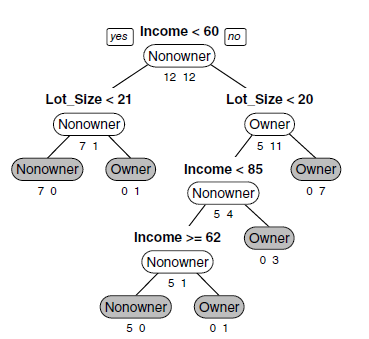 yes Income < 60 no
Nonowner
12 12
Lot_Size < 21 Lot_Size < 20
Nonowner Owner
7 1 5 11
Nonowner Owner Income < 85 Owner
7 0 0 1 Nonowner 0 7
5 4
Income >= 62 Owner
Nonowner 0 3
5 1
Nonowner Owner
5 0 0 1